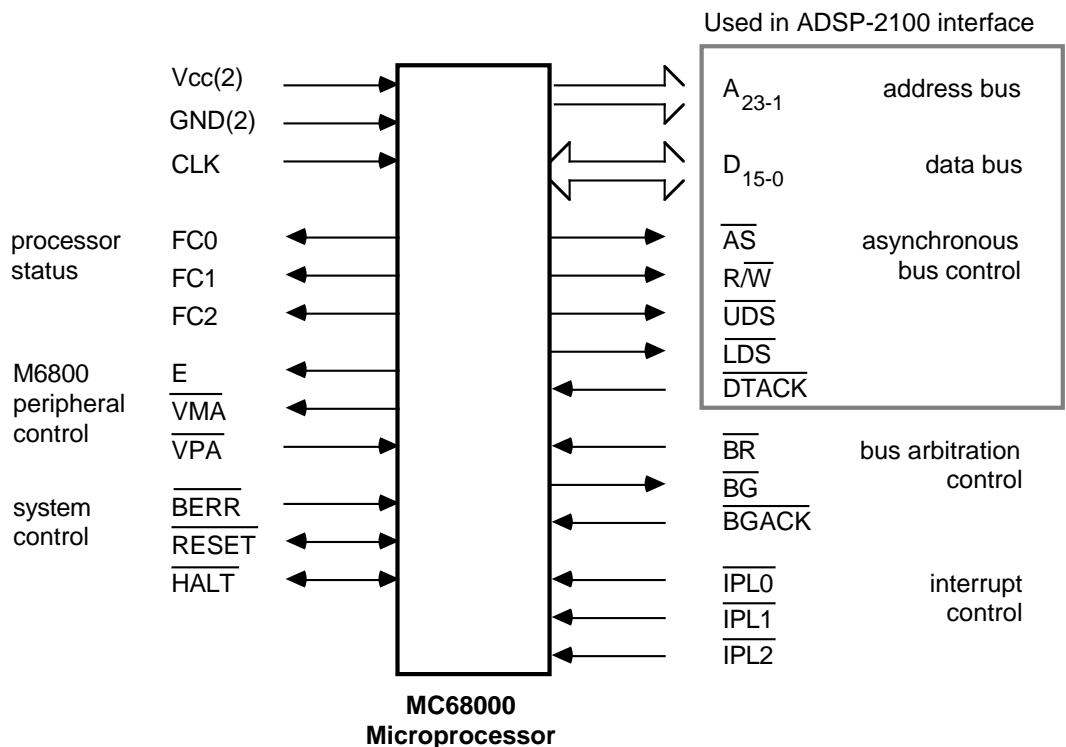 Used in ADSP-2100 interface
Vcc(2)
GND(2)
CLK
processor
status
FC0
FC1
FC2
M6800
peripheral
control
E
VMA
VPA
system
control
BERR
RESET
HALT
A23-1 address bus
D15-0 data bus
AS asynchronous
R/W bus control
UDS
LDS
DTACK
BR bus arbitration
BG control
BGACK
IPL0 interrupt
IPL1 control
IPL2
MC68000
Microprocessor